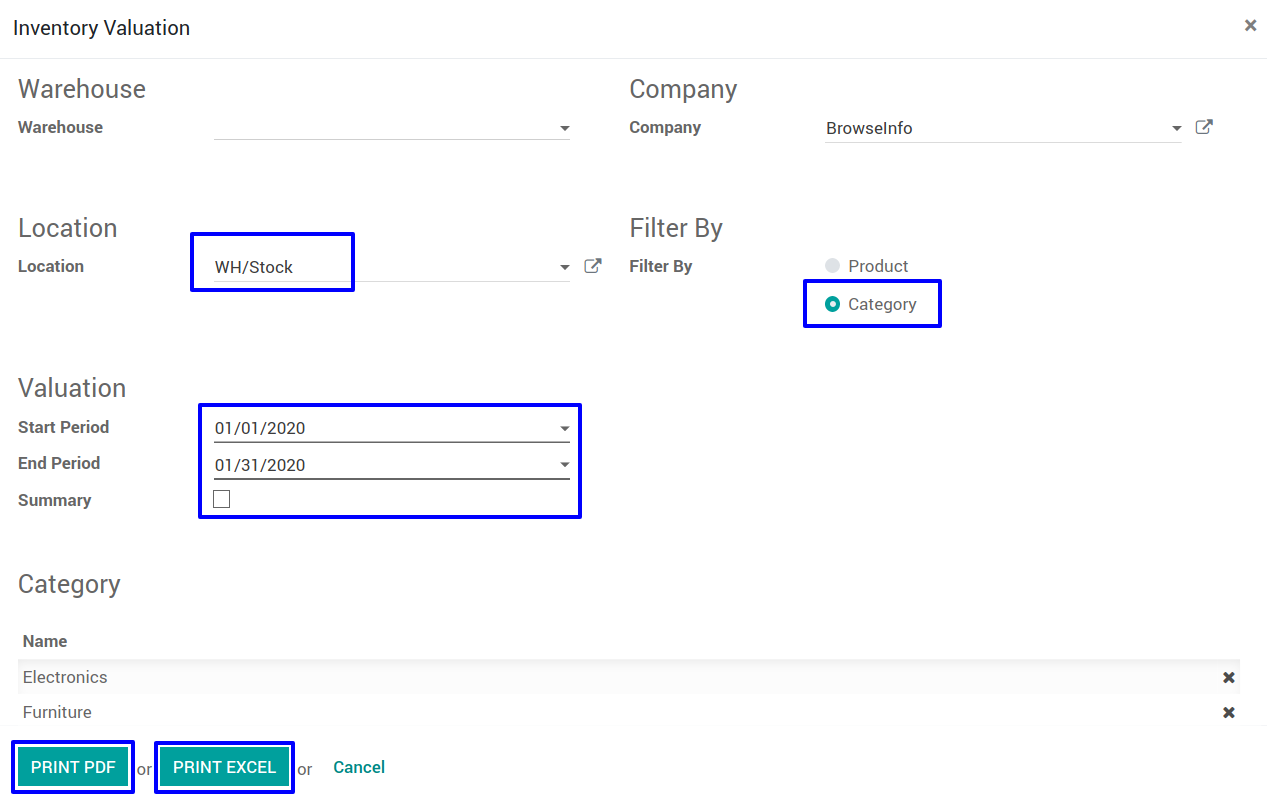 Inventory Valuation
Warehouse
Warehouse
Company
Company BrowseInfo
Location
Location WH/Stock
Filter By
Filter By Product
Category
Valuation
Start Period 01/01/2020
End Period 01/31/2020
Summary
Category
Name
Electronics
Furniture
PRINT PDF or PRINT EXCEL or Cancel